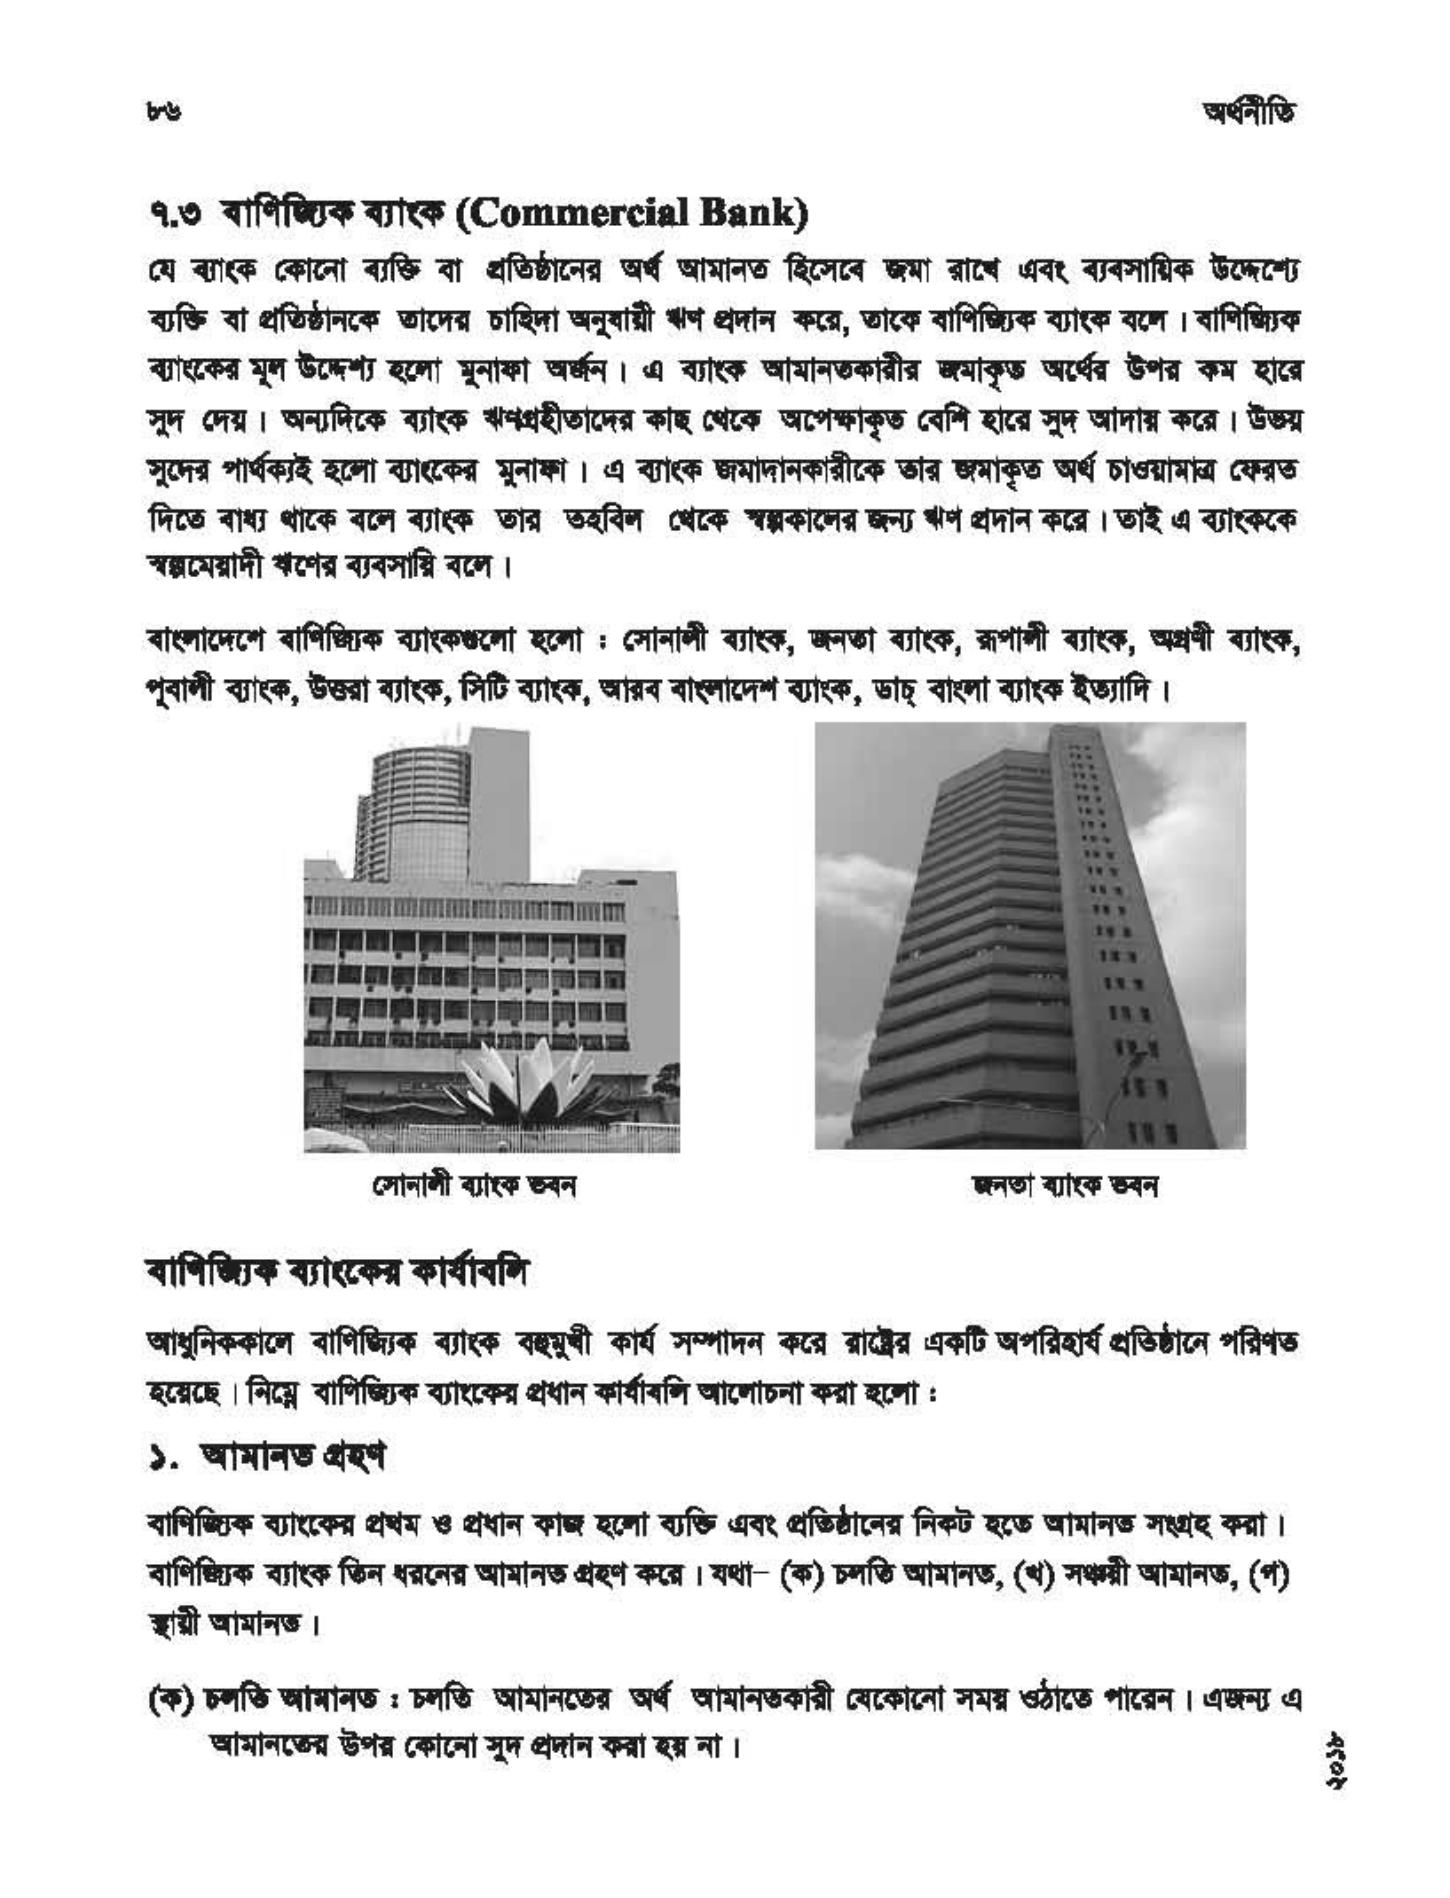 ৮৬
অর্থনীতি
৭.৩ বাণিজ্যিক ব্যাংক (Commercial Bank)
যে ব্যাংক কোনো ব্যক্তি বা প্রতিষ্ঠানের অর্থ আমানত হিসেবে জমা রাখে এবং ব্যবসায়িক উদ্দেশ্যে
ব্যক্তি বা প্রতিষ্ঠানকে তাদের চাহিদা অনুযায়ী ঋণ প্রদান করে, তাকে বাণিজ্যিক ব্যাংক বলে। বাণিজ্যিক
ব্যাংকের মূল উদ্দেশ্য হলো মুনাফা অর্জন। এ ব্যাংক আমানতকারীর জমাকৃত অর্থের উপর কম হারে
সুদ দেয়। অন্যদিকে ব্যাংক ঋণগ্রহীতাদের কাছ থেকে অপেক্ষাকৃত বেশি হারে সুদ আদায় করে। উভয়
সুদের পার্থক্যই হলো ব্যাংকের মুনাফা। এ ব্যাংক জমাদানকারীকে তার জমাকৃত অর্থ চাওয়ামাত্র ফেরত
দিতে বাধ্য থাকে বলে ব্যাংক তার তহবিল থেকে স্বল্পকালের জন্য ঋণ প্রদান করে। তাই এ ব্যাংককে
স্বল্পমেয়াদী ঋণের ব্যবসায়ি বলে।
বাংলাদেশে বাণিজ্যিক ব্যাংকগুলো হলো : সোনালী ব্যাংক, জনতা ব্যাংক, রূপালী ব্যাংক, অগ্রণী ব্যাংক,
পূবালী ব্যাংক, উত্তরা ব্যাংক, সিটি ব্যাংক, আরব বাংলাদেশ ব্যাংক, ডাচ্ বাংলা ব্যাংক ইত্যাদি।
সোনালী ব্যাংক ভবন
জনতা ব্যাংক ভবন
বাণিজ্যিক ব্যাংকের কার্যাবলি
আধুনিককালে বাণিজ্যিক ব্যাংক বহুমুখী কার্য সম্পাদন করে রাষ্ট্রের একটি অপরিহার্য প্রতিষ্ঠানে পরিণত
হয়েছে। নিম্নে বাণিজ্যিক ব্যাংকের প্রধান কার্যাবলি আলোচনা করা হলো :
১. আমানত গ্রহণ
বাণিজ্যিক ব্যাংকের প্রথম ও প্রধান কাজ হলো ব্যক্তি এবং প্রতিষ্ঠানের নিকট হতে আমানত সংগ্রহ করা।
বাণিজ্যিক ব্যাংক তিন ধরনের আমানত গ্রহণ করে। যথা– (ক) চলতি আমানত, (খ) সঞ্চয়ী আমানত, (গ)
স্থায়ী আমানত।
(ক) চলতি আমানত : চলতি আমানতের অর্থ আমানতকারী যেকোনো সময় ওঠাতে পারেন। এজন্য এ
আমানতের উপর কোনো সুদ প্রদান করা হয় না।
২০১৮